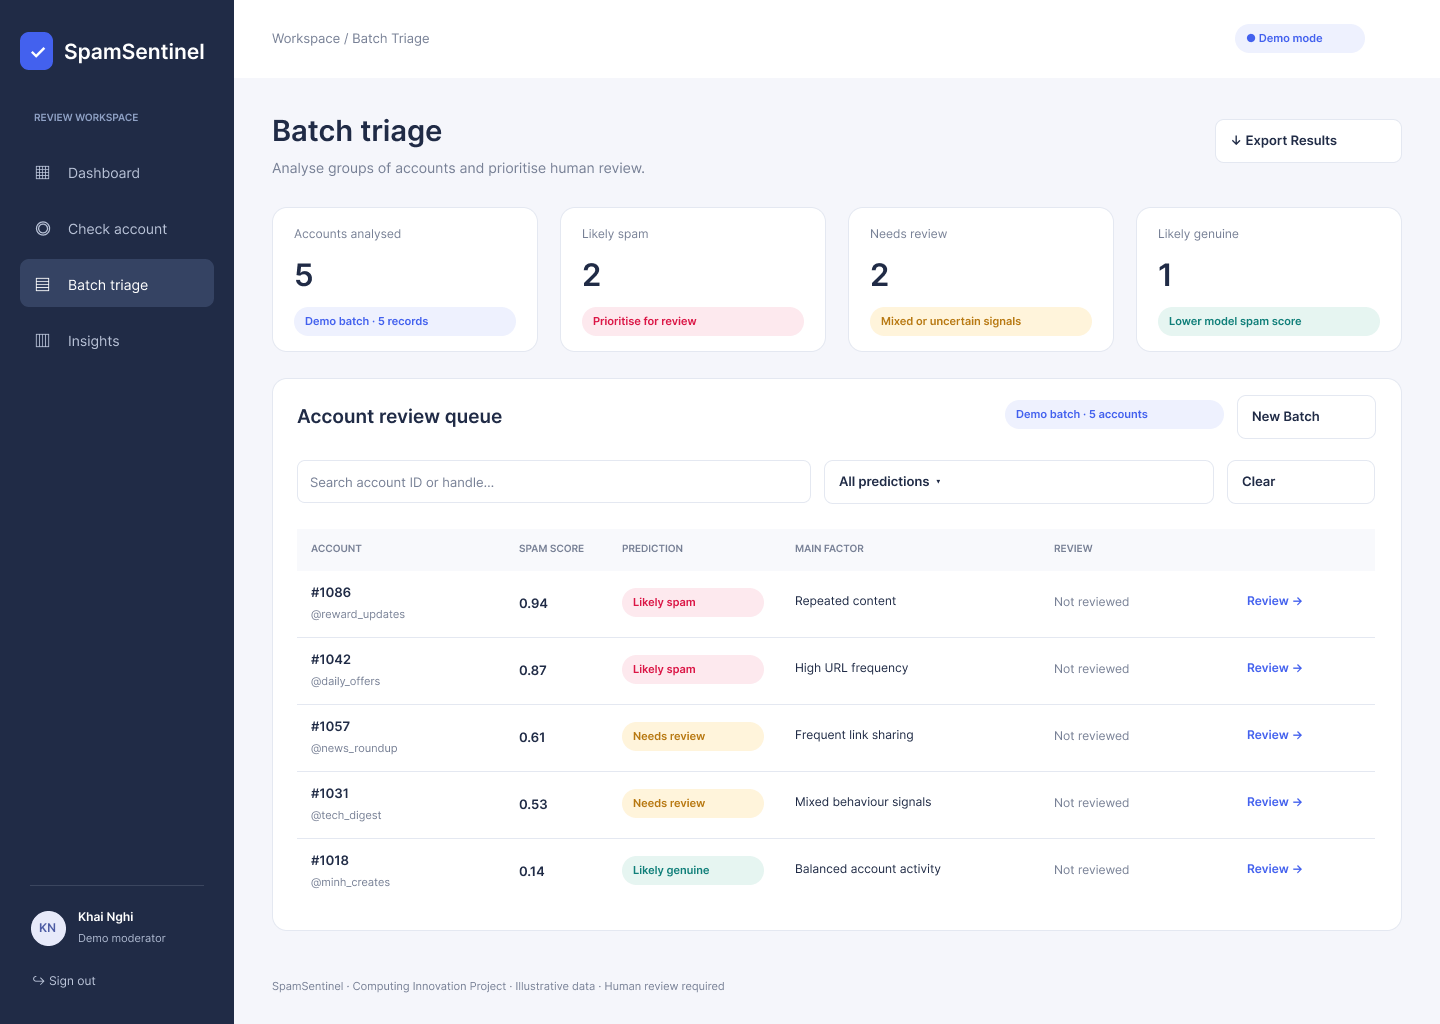 SpamSentinel
REVIEW WORKSPACE
Dashboard
Check account
Batch triage
Insights
KN
Khai Nghi
Demo moderator
↪ Sign out
Workspace / Batch Triage
● Demo mode
Batch triage
Analyse groups of accounts and prioritise human review.
↓ Export Results
Accounts analysed
5
Demo batch · 5 records
Likely spam
2
Prioritise for review
Needs review
2
Mixed or uncertain signals
Likely genuine
1
Lower model spam score
Account review queue
Demo batch · 5 accounts
New Batch
Search account ID or handle...
All predictions ▾
Clear
ACCOUNT SPAM SCORE PREDICTION MAIN FACTOR REVIEW
#1086
@reward_updates
0.94 Likely spam Repeated content Not reviewed Review →
#1042
@daily_offers
0.87 Likely spam High URL frequency Not reviewed Review →
#1057
@news_roundup
0.61 Needs review Frequent link sharing Not reviewed Review →
#1031
@tech_digest
0.53 Needs review Mixed behaviour signals Not reviewed Review →
#1018
@minh_creates
0.14 Likely genuine Balanced account activity Not reviewed Review →
SpamSentinel · Computing Innovation Project · Illustrative data · Human review required